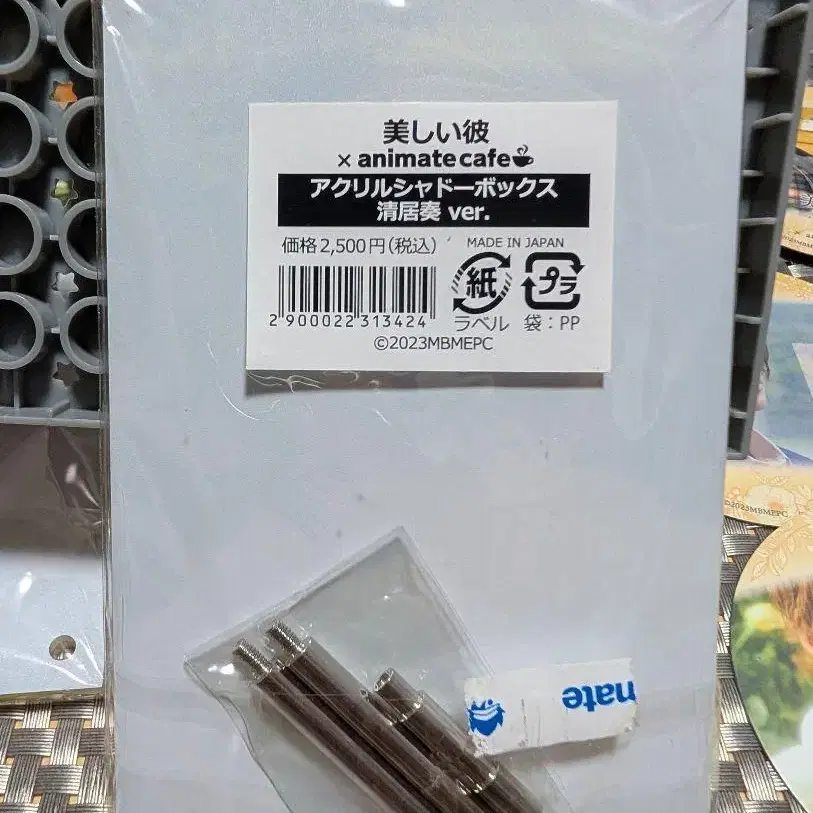 美しい彼
× animate cafe
アクリルシャドーボックス
清居奏 ver.
価格2,500円(税込)
MADE IN JAPAN
紙
プラ
2900022313424
ラベル 袋:PP
©2023MBMEPC
©2023MBMEPC
nate